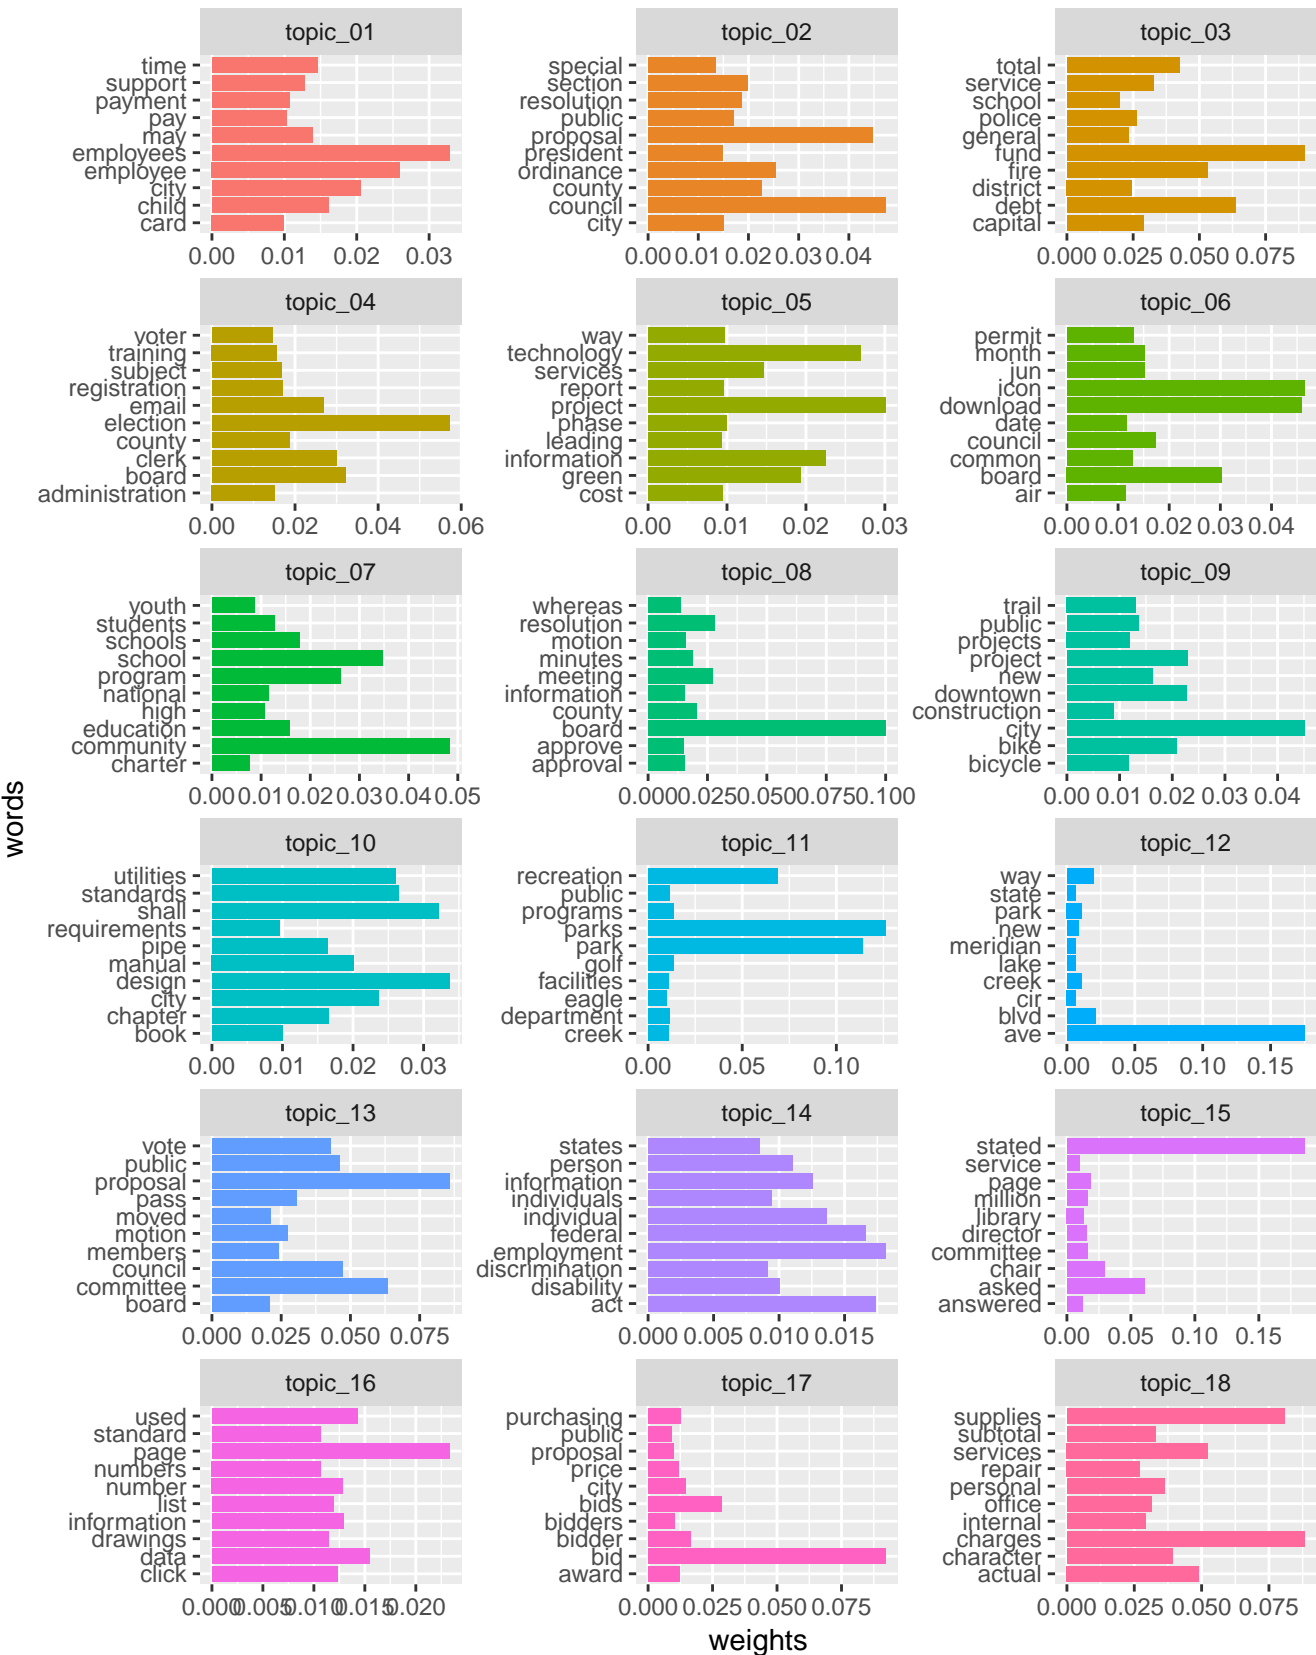 topic_01
time
support
payment
pay
may
employees
employee
city
child
card
0.00 0.01 0.02 0.03
topic_02
special
section
resolution
public
proposal
president
ordinance
county
council
city
0.00 0.01 0.02 0.03 0.04
topic_03
total
service
school
police
general
fund
fire
district
debt
capital
0.000 0.025 0.050 0.075
topic_04
voter
training
subject
registration
email
election
county
clerk
board
administration
0.00 0.02 0.04 0.06
topic_05
way
technology
services
report
project
phase
leading
information
green
cost
0.00 0.01 0.02 0.03
topic_06
permit
month
jun
icon
download
date
council
common
board
air
0.00 0.01 0.02 0.03 0.04
topic_07
youth
students
schools
school
program
national
high
education
community
charter
0.00 0.01 0.02 0.03 0.04 0.05
topic_08
whereas
resolution
motion
minutes
meeting
information
county
board
approve
approval
0.000 0.025 0.050 0.075 0.100
topic_09
trail
public
projects
project
new
downtown
construction
city
bike
bicycle
0.00 0.01 0.02 0.03 0.04
words
topic_10
utilities
standards
shall
requirements
pipe
manual
design
city
chapter
book
0.00 0.01 0.02 0.03
topic_11
recreation
public
programs
parks
park
golf
facilities
eagle
department
creek
0.00 0.05 0.10
topic_12
way
state
park
new
meridian
lake
creek
cir
blvd
ave
0.00 0.05 0.10 0.15
topic_13
vote
public
proposal
pass
moved
motion
members
council
committee
board
0.000 0.025 0.050 0.075
topic_14
states
person
information
individuals
individual
federal
employment
discrimination
disability
act
0.000 0.005 0.010 0.015
topic_15
stated
service
page
million
library
director
committee
chair
asked
answered
0.00 0.05 0.10 0.15
topic_16
used
standard
page
numbers
number
list
information
drawings
data
click
0.000 0.005 0.010 0.015 0.020
topic_17
purchasing
public
proposal
price
city
bids
bidders
bidder
bid
award
0.000 0.025 0.050 0.075
topic_18
supplies
subtotal
services
repair
personal
office
internal
charges
character
actual
0.000 0.025 0.050 0.075
weights